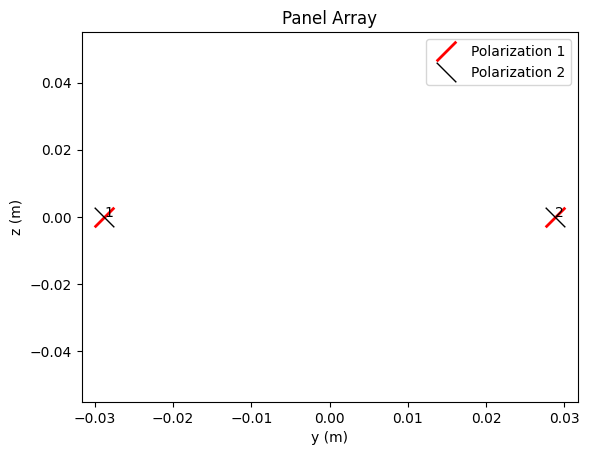 Panel Array
Polarization 1
Polarization 2
0.04
0.02
0.00
−0.02
−0.04
z (m)
1
2
−0.03
−0.02
−0.01
0.00
0.01
0.02
0.03
y (m)